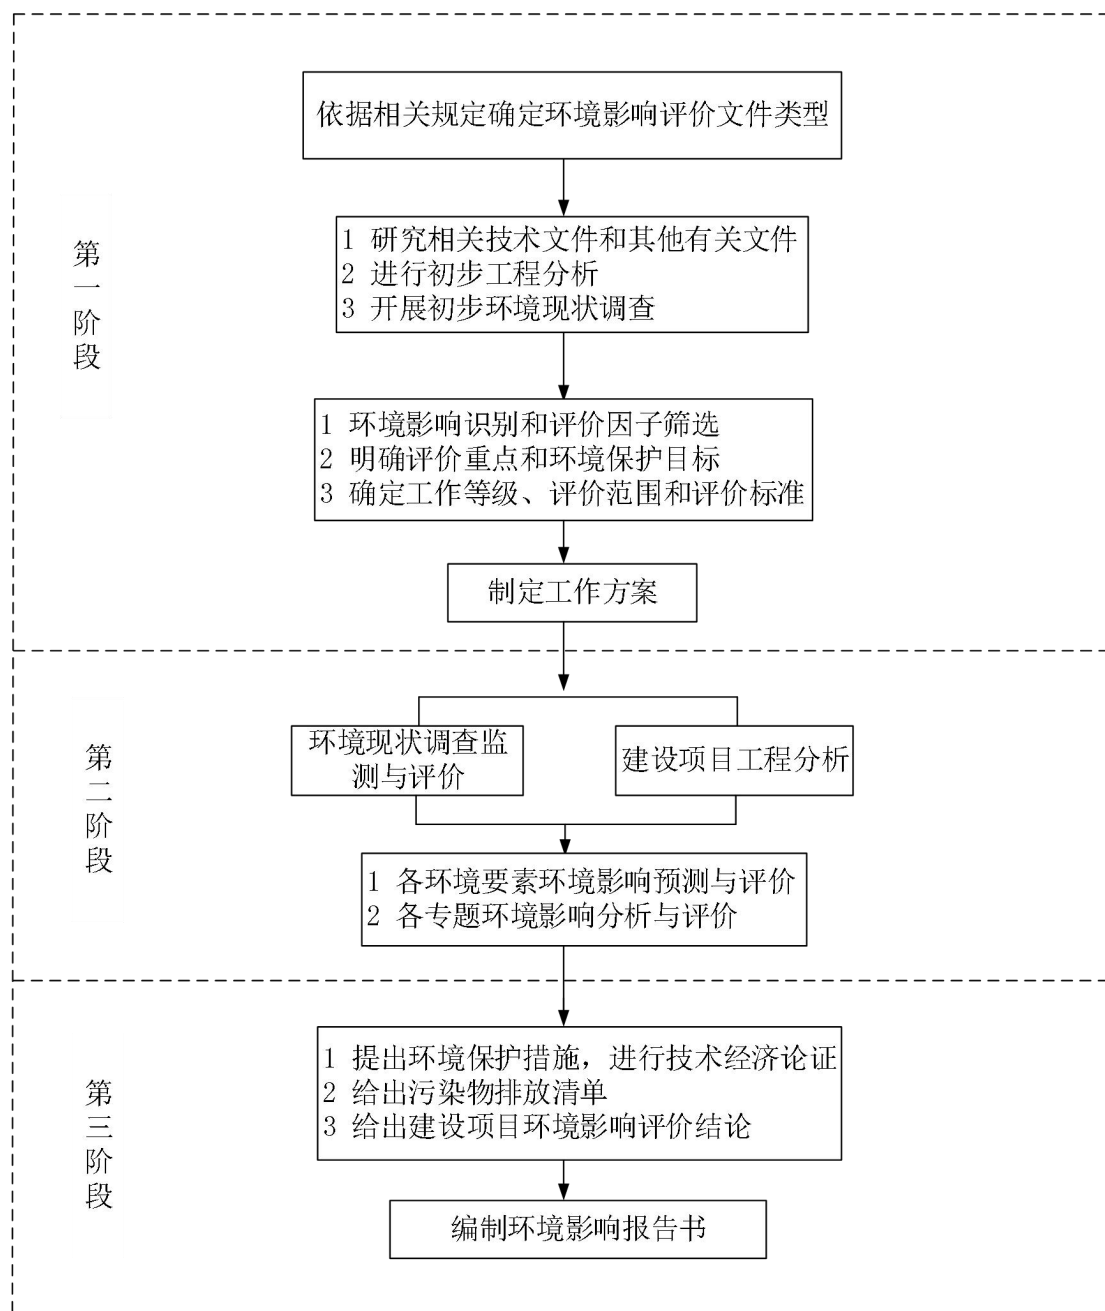 依据相关规定确定环境影响评价文件类型
第一阶段
1 研究相关技术文件和其他有关文件
2 进行初步工程分析
3 开展初步环境现状调查
1 环境影响识别和评价因子筛选
2 明确评价重点和环境保护目标
3 确定工作等级、评价范围和评价标准
制定工作方案
第二阶段
环境现状调查监
测与评价
建设项目工程分析
1 各环境要素环境影响预测与评价
2 各专题环境影响分析与评价
第三阶段
1 提出环境保护措施，进行技术经济论证
2 给出污染物排放清单
3 给出建设项目环境影响评价结论
编制环境影响报告书